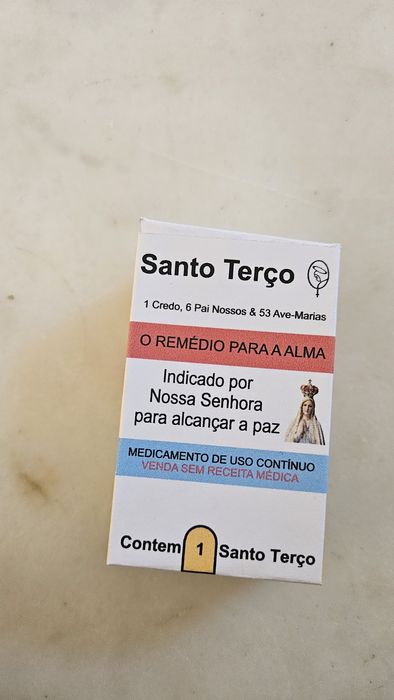 Santo Terço
1 Credo, 6 Pai Nossos & 53 Ave-Marias
O REMÉDIO PARA A ALMA
Indicado por
Nossa Senhora
para alcançar a paz
MEDICAMENTO DE USO CONTÍNUO
VENDA SEM RECEITA MÉDICA
Contem 1 Santo Terço